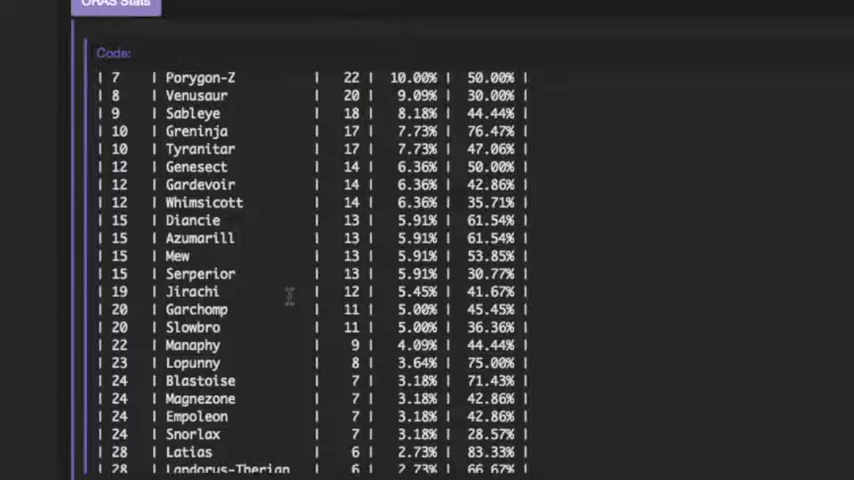 ORAS Stats
Code:
| 7 | Porygon-Z | 22 | 10.00% | 50.00% |
| 8 | Venusaur | 20 | 9.09% | 30.00% |
| 9 | Sableye | 18 | 8.18% | 44.44% |
| 10 | Greninja | 17 | 7.73% | 76.47% |
| 10 | Tyranitar | 17 | 7.73% | 47.06% |
| 12 | Genesect | 14 | 6.36% | 50.00% |
| 12 | Gardevoir | 14 | 6.36% | 42.86% |
| 12 | Whimsicott | 14 | 6.36% | 35.71% |
| 15 | Diancie | 13 | 5.91% | 61.54% |
| 15 | Azumarill | 13 | 5.91% | 61.54% |
| 15 | Mew | 13 | 5.91% | 53.85% |
| 15 | Serperior | 13 | 5.91% | 30.77% |
| 19 | Jirachi | 12 | 5.45% | 41.67% |
| 20 | Garchomp | 11 | 5.00% | 45.45% |
| 20 | Slowbro | 11 | 5.00% | 36.36% |
| 22 | Manaphy | 9 | 4.09% | 44.44% |
| 23 | Lopunny | 8 | 3.64% | 75.00% |
| 24 | Blastoise | 7 | 3.18% | 71.43% |
| 24 | Magnezone | 7 | 3.18% | 42.86% |
| 24 | Empoleon | 7 | 3.18% | 42.86% |
| 24 | Snorlax | 7 | 3.18% | 28.57% |
| 28 | Latias | 6 | 2.73% | 83.33% |
| 28 | Landorus-Therian | 6 | 2.73% | 66.67% |